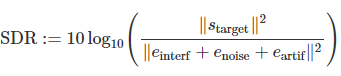 SDR := 10 log₁₀ ( ‖s_target‖² / ‖e_interf + e_noise + e_artif‖² )